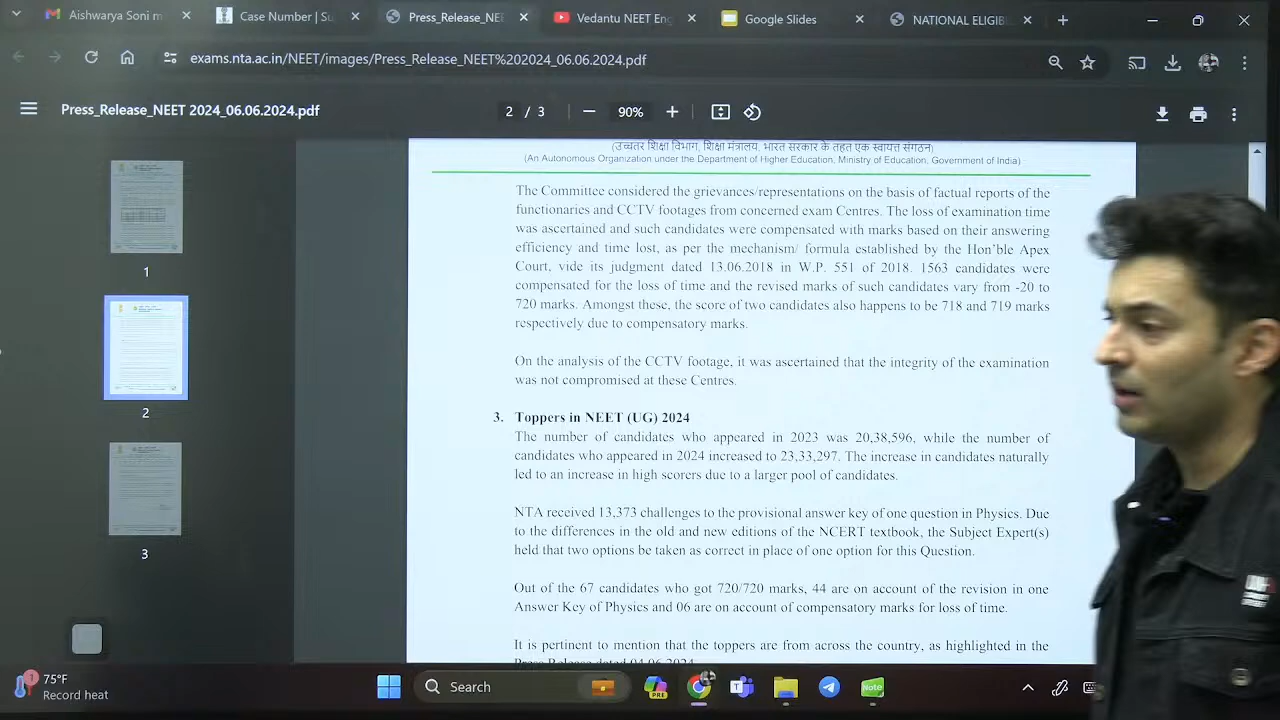 Aishwarya Soni m
Case Number | Su
Press_Release_NEE
Vedantu NEET Eng
Google Slides
NATIONAL ELIGIBI
exams.nta.ac.in/NEET/images/Press_Release_NEET%202024_06.06.2024.pdf
Press_Release_NEET 2024_06.06.2024.pdf
2 / 3
90%
(उच्चतर शिक्षा विभाग, शिक्षा मंत्रालय, भारत सरकार के तहत एक स्वायत्त संगठन)
(An Autonomous Organization under the Department of Higher Education, Ministry of Education, Government of India)
The Committee considered the grievances/representations on the basis of factual reports of the
functionaries and CCTV footages from concerned exam Centres. The loss of examination time
was ascertained and such candidates were compensated with marks based on their answering
efficiency and time lost, as per the mechanism/ formula established by the Hon'ble Apex
Court, vide its judgment dated 13.06.2018 in W.P. 551 of 2018. 1563 candidates were
compensated for the loss of time and the revised marks of such candidates vary from -20 to
720 marks. Amongst these, the score of two candidates also happens to be 718 and 719 marks
respectively due to compensatory marks.
On the analysis of the CCTV footage, it was ascertained that the integrity of the examination
was not compromised at these Centres.
3. Toppers in NEET (UG) 2024
The number of candidates who appeared in 2023 was 20,38,596, while the number of
candidates who appeared in 2024 increased to 23,33,297. The increase in candidates naturally
led to an increase in high scorers due to a larger pool of candidates.
NTA received 13,373 challenges to the provisional answer key of one question in Physics. Due
to the differences in the old and new editions of the NCERT textbook, the Subject Expert(s)
held that two options be taken as correct in place of one option for this Question.
Out of the 67 candidates who got 720/720 marks, 44 are on account of the revision in one
Answer Key of Physics and 06 are on account of compensatory marks for loss of time.
It is pertinent to mention that the toppers are from across the country, as highlighted in the
Press Release dated 04.06.2024
1
2
3
1
75°F
Record heat
Search
PRE
Note